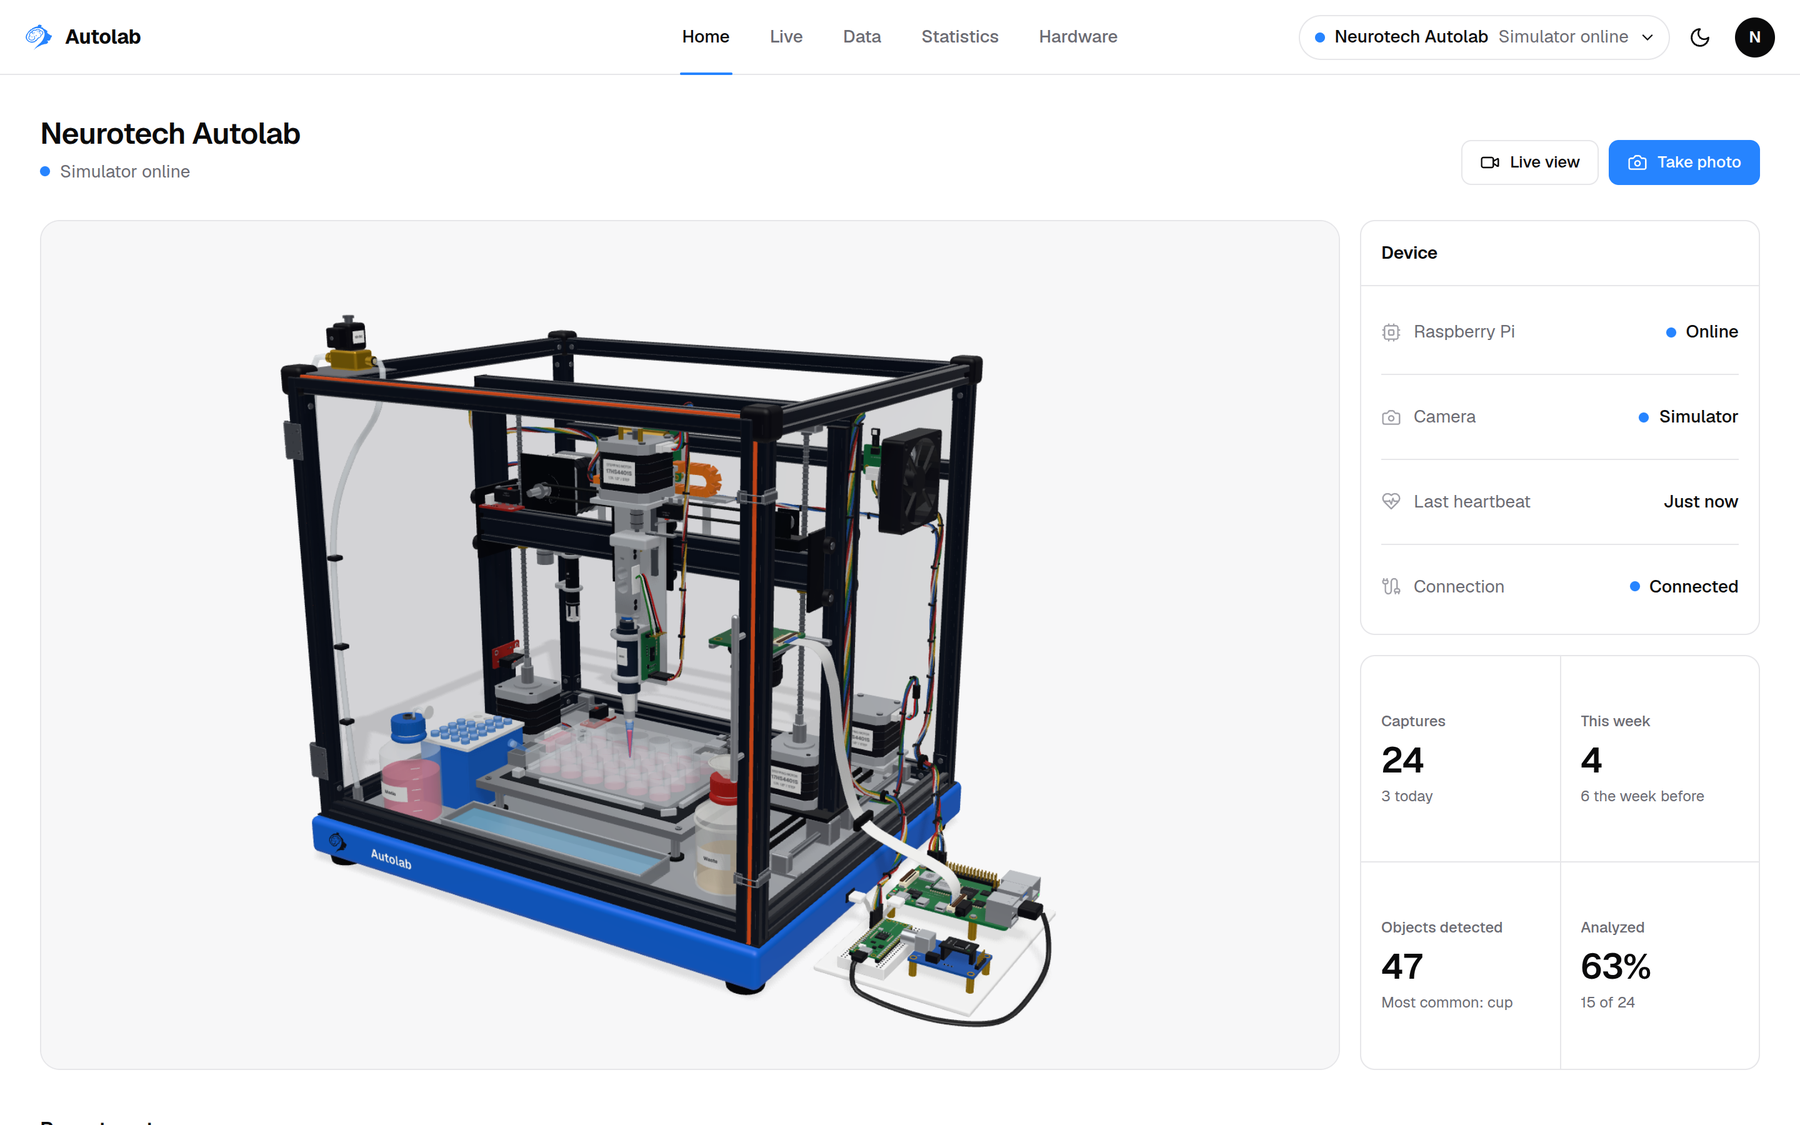 Autolab
Home
Live
Data
Statistics
Hardware
Neurotech Autolab Simulator online
N
Neurotech Autolab
Simulator online
Live view
Take photo
Device
Raspberry Pi
Online
Camera
Simulator
Last heartbeat
Just now
Connection
Connected
Captures
24
3 today
This week
4
6 the week before
Objects detected
47
Most common: cup
Analyzed
63%
15 of 24
Autolab
17HS4401S
Waste